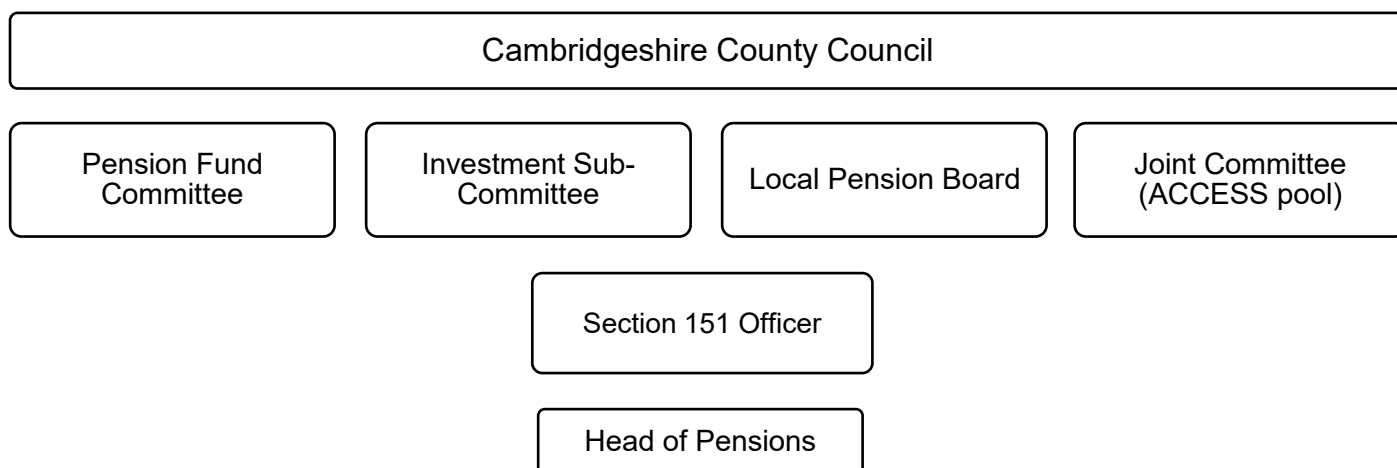 Cambridgeshire County Council
Pension Fund
Committee
Investment Sub-
Committee
Local Pension Board
Joint Committee
(ACCESS pool)
Section 151 Officer
Head of Pensions